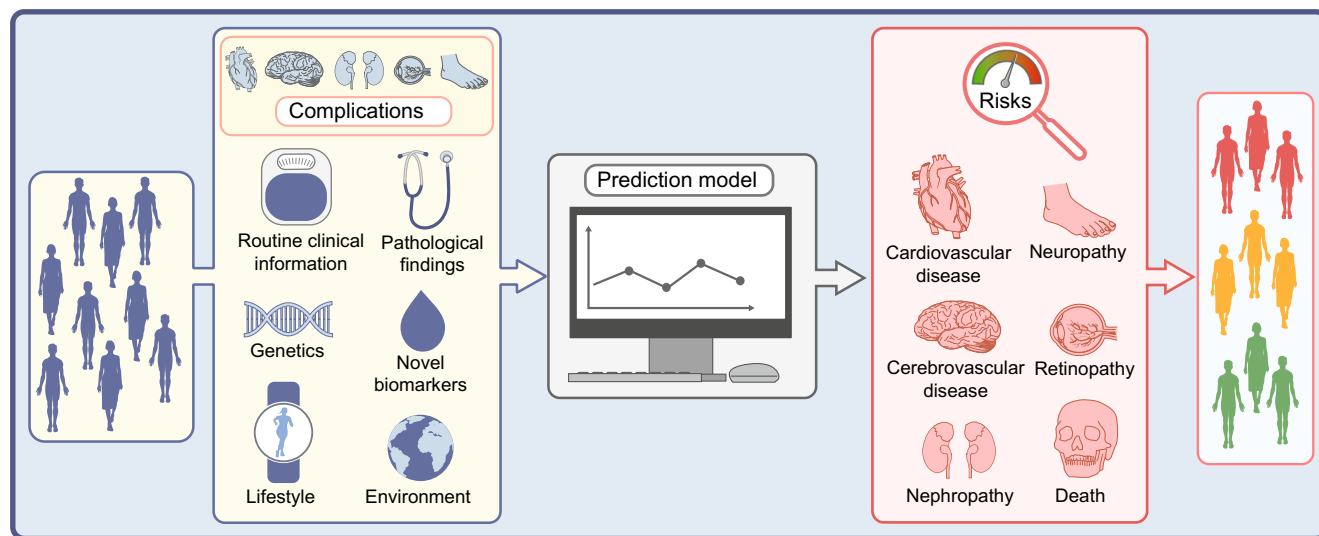 Complications
Routine clinical
information
Pathological
findings
Genetics
Novel
biomarkers
Lifestyle
Environment
Prediction model
Risks
Cardiovascular
disease
Neuropathy
Cerebrovascular
disease
Retinopathy
Nephropathy
Death